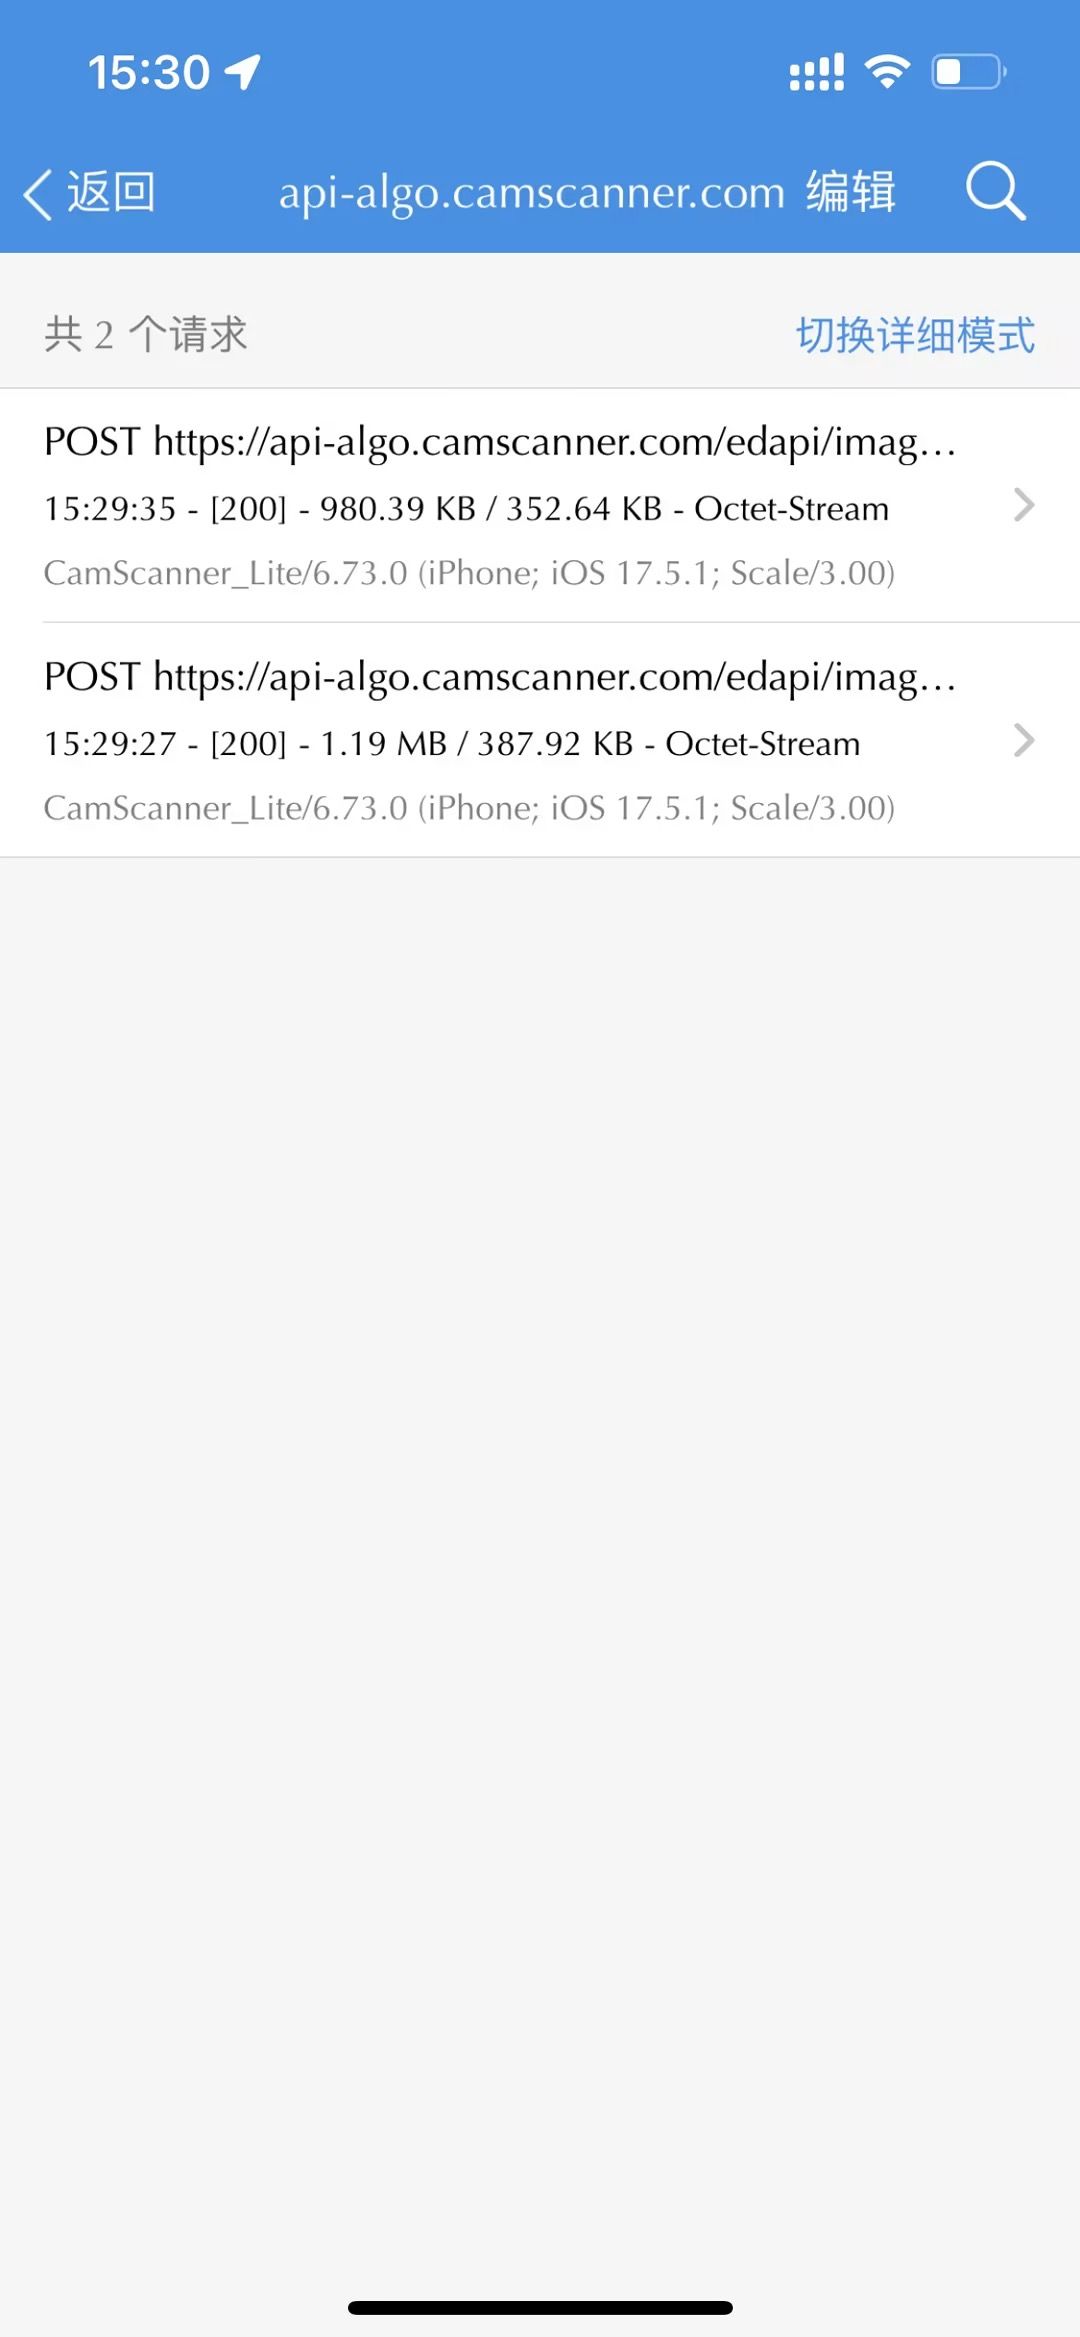 15:30
返回 api-algo.camscanner.com 编辑
共 2 个请求 切换详细模式
POST https://api-algo.camscanner.com/edapi/imag…
15:29:35 - [200] - 980.39 KB / 352.64 KB - Octet-Stream
CamScanner_Lite/6.73.0 (iPhone; iOS 17.5.1; Scale/3.00)
POST https://api-algo.camscanner.com/edapi/imag…
15:29:27 - [200] - 1.19 MB / 387.92 KB - Octet-Stream
CamScanner_Lite/6.73.0 (iPhone; iOS 17.5.1; Scale/3.00)